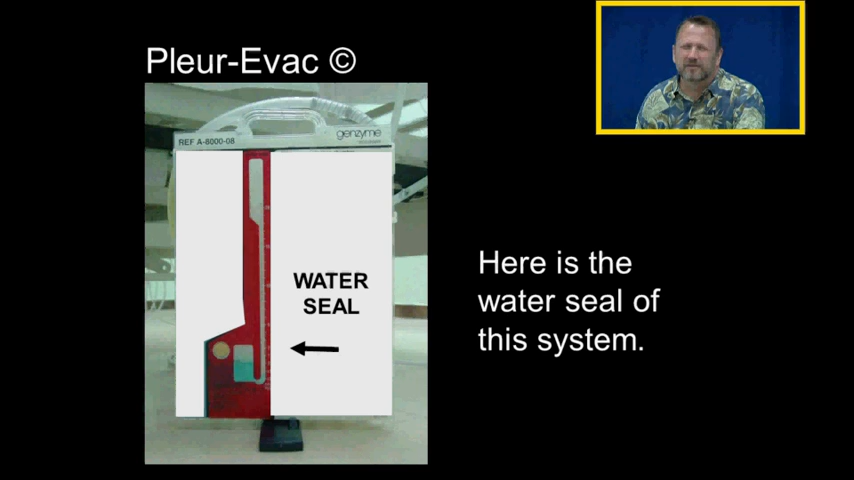 Pleur-Evac ©
REF A-8000-08
genzyme
WATER
SEAL
Here is the
water seal of
this system.